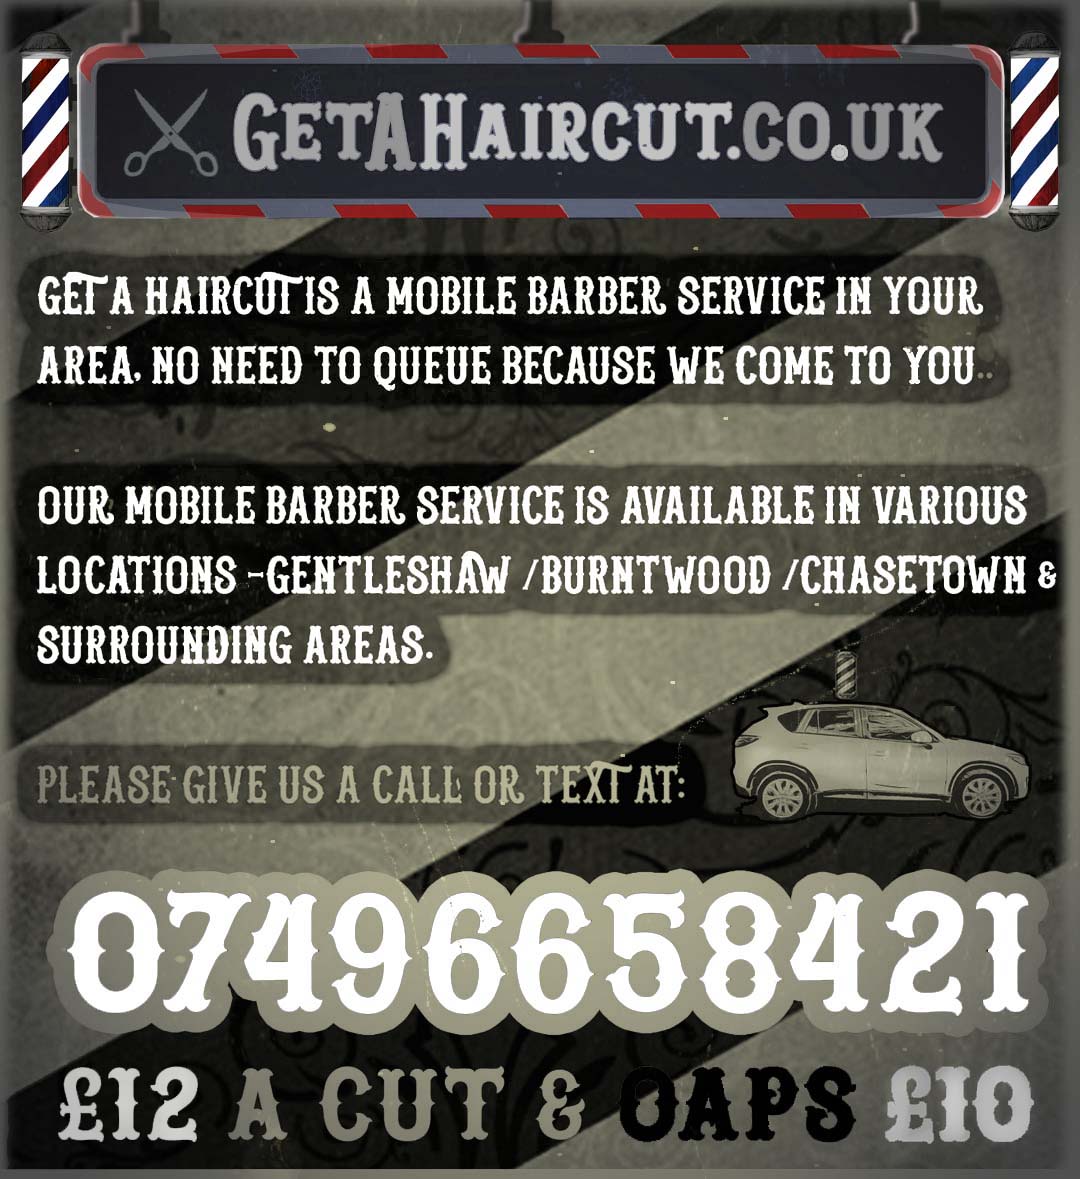 GETAHAIRCUT.CO.UK
GET A HAIRCUT IS A MOBILE BARBER SERVICE IN YOUR
AREA, NO NEED TO QUEUE BECAUSE WE COME TO YOU..
OUR MOBILE BARBER SERVICE IS AVAILABLE IN VARIOUS
LOCATIONS -GENTLESHAW /BURNTWOOD /CHASETOWN &
SURROUNDING AREAS.
PLEASE GIVE US A CALL OR TEXT AT:
07496658421
£12 A CUT & OAPS £10